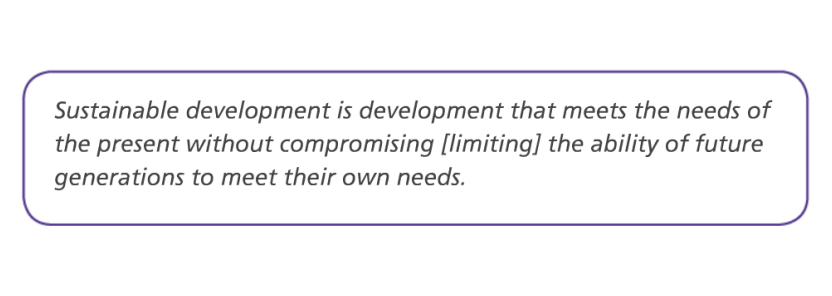 Sustainable development is development that meets the needs of
the present without compromising [limiting] the ability of future
generations to meet their own needs.